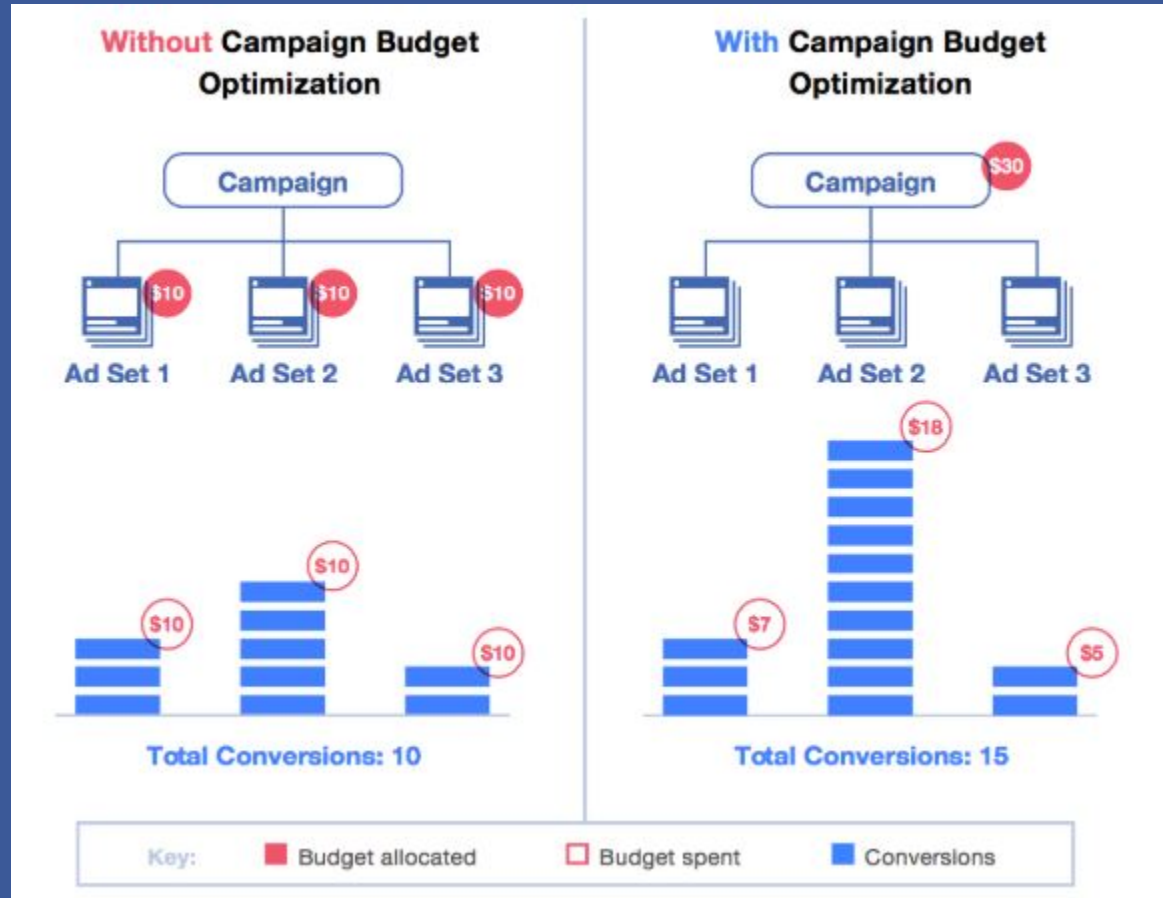 Without Campaign Budget
Optimization
Campaign
$10
$10
$10
Ad Set 1
Ad Set 2
Ad Set 3
$10
$10
$10
Total Conversions: 10
With Campaign Budget
Optimization
Campaign
$30
Ad Set 1
Ad Set 2
Ad Set 3
$18
$7
$5
Total Conversions: 15
Key:
Budget allocated
Budget spent
Conversions